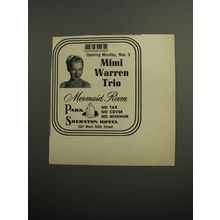 Opening Monday, Nov. 3
Mimi
Warren
Trio
Mermaid Room
Park
Sheraton Hotel
NO TAX
NO COVER
NO MINIMUM
202 West 56th Street